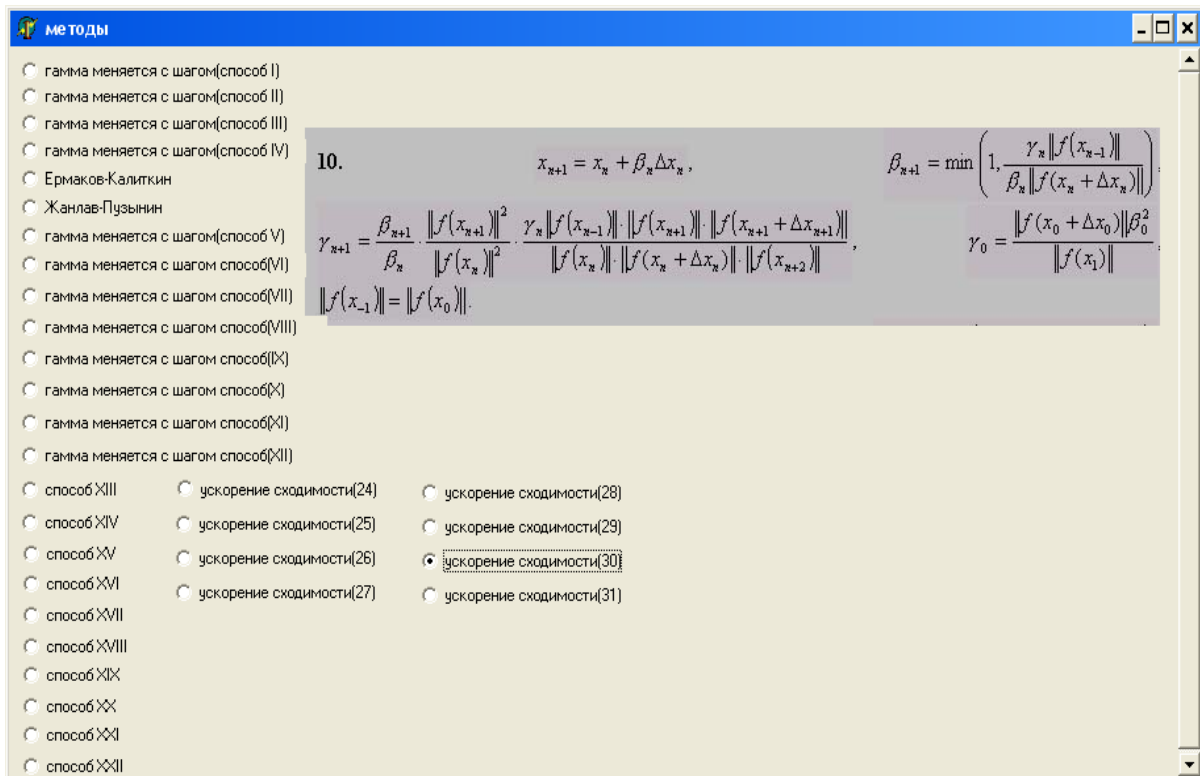 методы
гамма меняется с шагом(способ I)
гамма меняется с шагом(способ II)
гамма меняется с шагом(способ III)
гамма меняется с шагом(способ IV)
Ермаков-Калиткин
Жанлав-Пузынин
гамма меняется с шагом(способ V)
гамма меняется с шагом способ(VI)
гамма меняется с шагом способ(VII)
гамма меняется с шагом способ(VIII)
гамма меняется с шагом способ(IX)
гамма меняется с шагом способ(X)
гамма меняется с шагом способ(XI)
гамма меняется с шагом способ(XII)
10. x_{n+1} = x_n + β_nΔx_n, β_{n+1} = min(1, γ_n‖f(x_{n-1})‖ / β_n‖f(x_n + Δx_n)‖),
γ_{n+1} = β_{n+1}/β_n · ‖f(x_{n+1})‖²/‖f(x_n)‖² · γ_n‖f(x_{n-1})‖·‖f(x_{n+1})‖·‖f(x_{n+1} + Δx_{n+1})‖ / ‖f(x_n)‖·‖f(x_n + Δx_n)‖·‖f(x_{n+2})‖, γ_0 = ‖f(x_0 + Δx_0)‖β_0² / ‖f(x_1)‖,
‖f(x_{-1})‖ = ‖f(x_0)‖.
способ XIII
способ XIV
способ XV
способ XVI
способ XVII
способ XVIII
способ XIX
способ XX
способ XXI
способ XXII
ускорение сходимости(24)
ускорение сходимости(25)
ускорение сходимости(26)
ускорение сходимости(27)
ускорение сходимости(28)
ускорение сходимости(29)
ускорение сходимости(30)
ускорение сходимости(31)